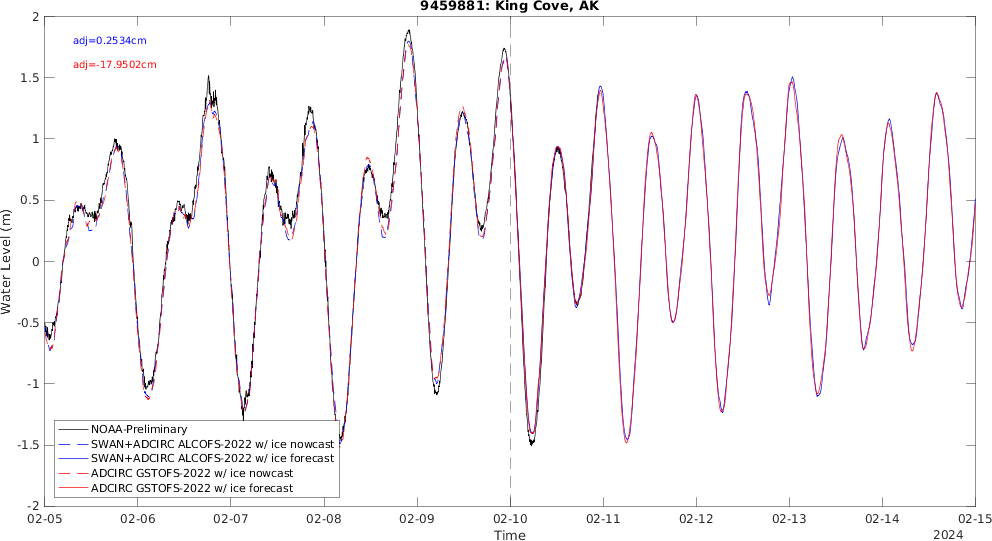 9459881: King Cove, AK
adj=0.2534cm
adj=-17.9502cm
Water Level (m)
2
1.5
1
0.5
0
-0.5
-1
-1.5
-2
NOAA-Preliminary
SWAN+ADCIRC ALCOFS-2022 w/ ice nowcast
SWAN+ADCIRC ALCOFS-2022 w/ ice forecast
ADCIRC GSTOFS-2022 w/ ice nowcast
ADCIRC GSTOFS-2022 w/ ice forecast
02-05 02-06 02-07 02-08 02-09 02-10 02-11 02-12 02-13 02-14 02-15
Time
2024